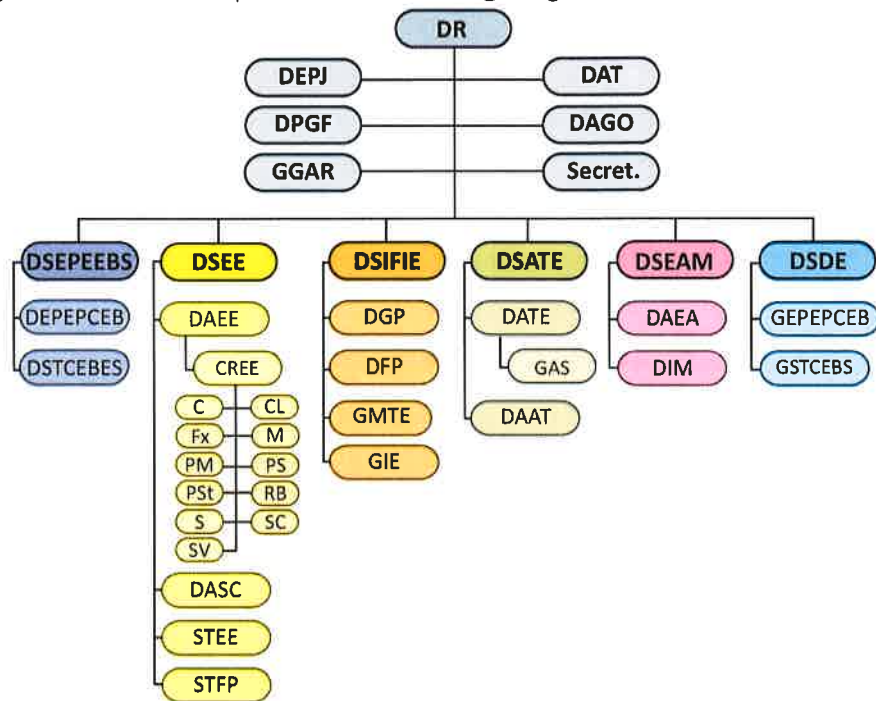 DR
DEPJ DAT
DPGF DAGO
GGAR Secret.
DSEPEEBS DSEE DSIFIE DSATE DSEAM DSDE
DEPEPCEB DAEE DGP DATE DAEA GEPEPCEB
DSTCEBES CREE DFP GAS DIM GSTCEBS
C CL GMTE DAAT
Fx M
PM PS GIE
PSt RB
S SC
SV
DASC
STEE
STFP